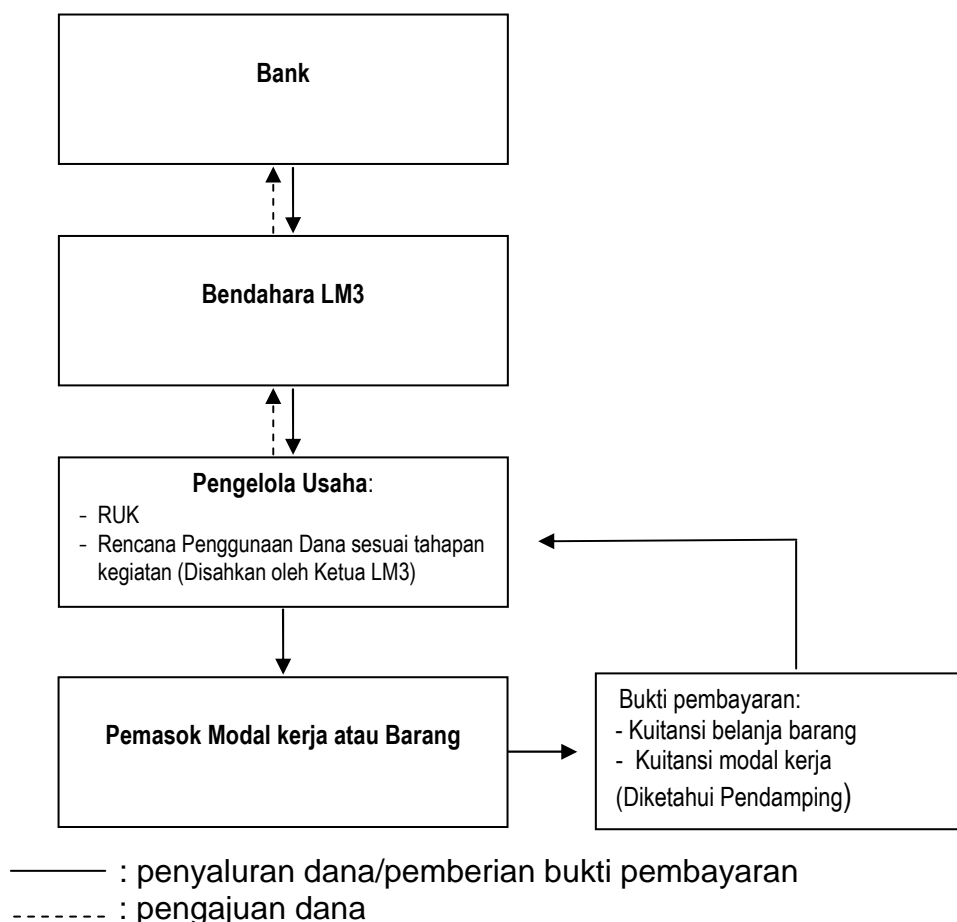 Bank
Bendahara LM3
Pengelola Usaha:
- RUK
- Rencana Penggunaan Dana sesuai tahapan
kegiatan (Disahkan oleh Ketua LM3)
Pemasok Modal kerja atau Barang
Bukti pembayaran:
- Kuitansi belanja barang
- Kuitansi modal kerja
(Diketahui Pendamping)
: penyaluran dana/pemberian bukti pembayaran
: pengajuan dana